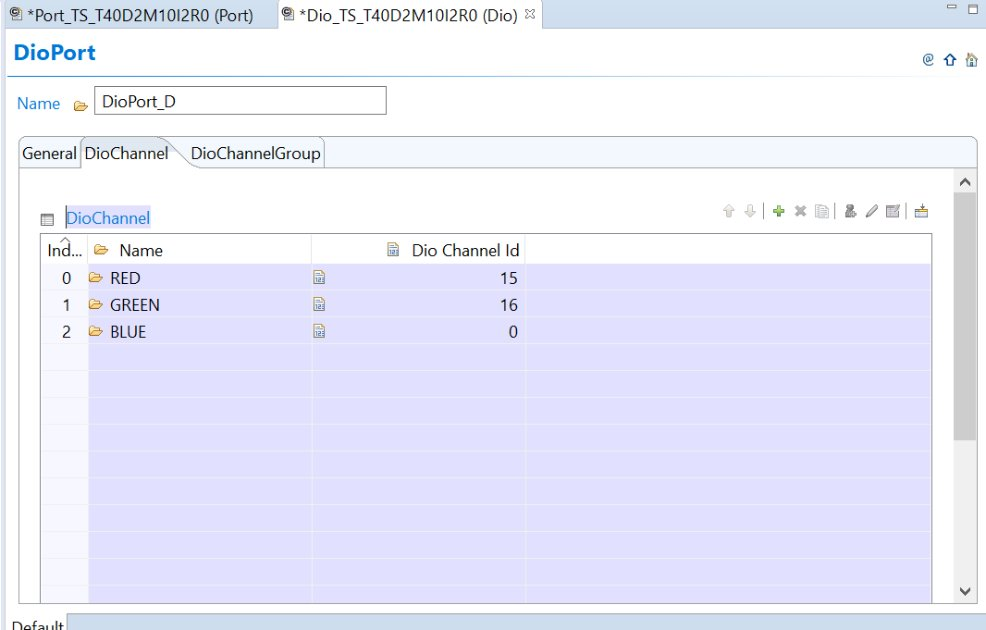 *Port_TS_T40D2M10I2R0 (Port) *Dio_TS_T40D2M10I2R0 (Dio)
DioPort
Name DioPort_D
General DioChannel DioChannelGroup
DioChannel
Ind... Name Dio Channel Id
0 RED 15
1 GREEN 16
2 BLUE 0
Default